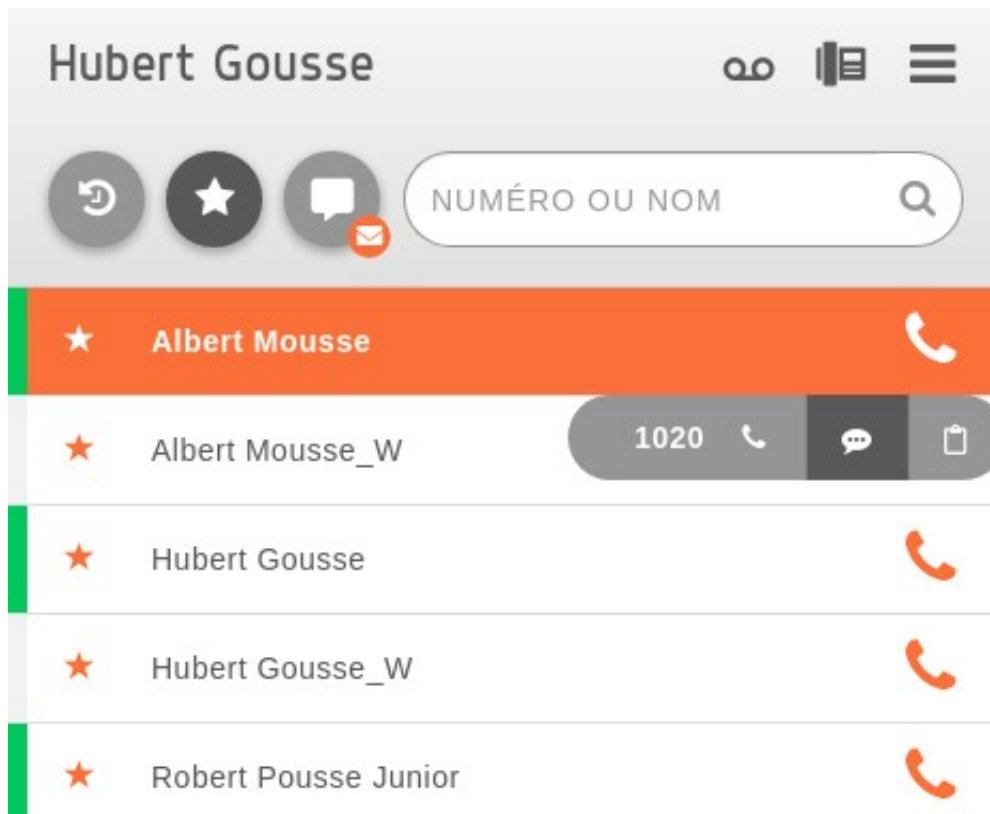 Hubert Gousse
NUMÉRO OU NOM
Albert Mousse
Albert Mousse_W
1020
Hubert Gousse
Hubert Gousse_W
Robert Pousse Junior